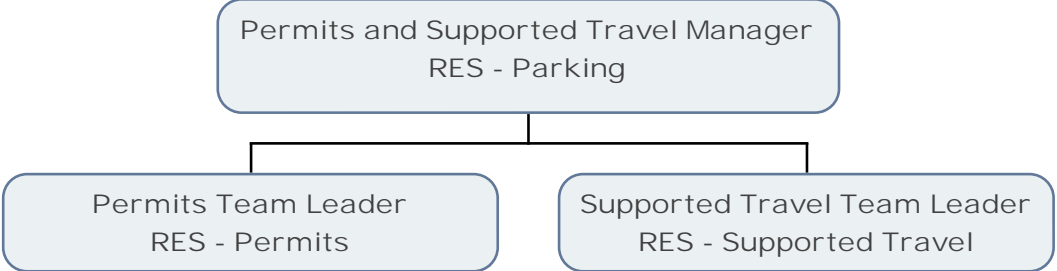 Permits and Supported Travel Manager
RES - Parking
Permits Team Leader
RES - Permits
Supported Travel Team Leader
RES - Supported Travel